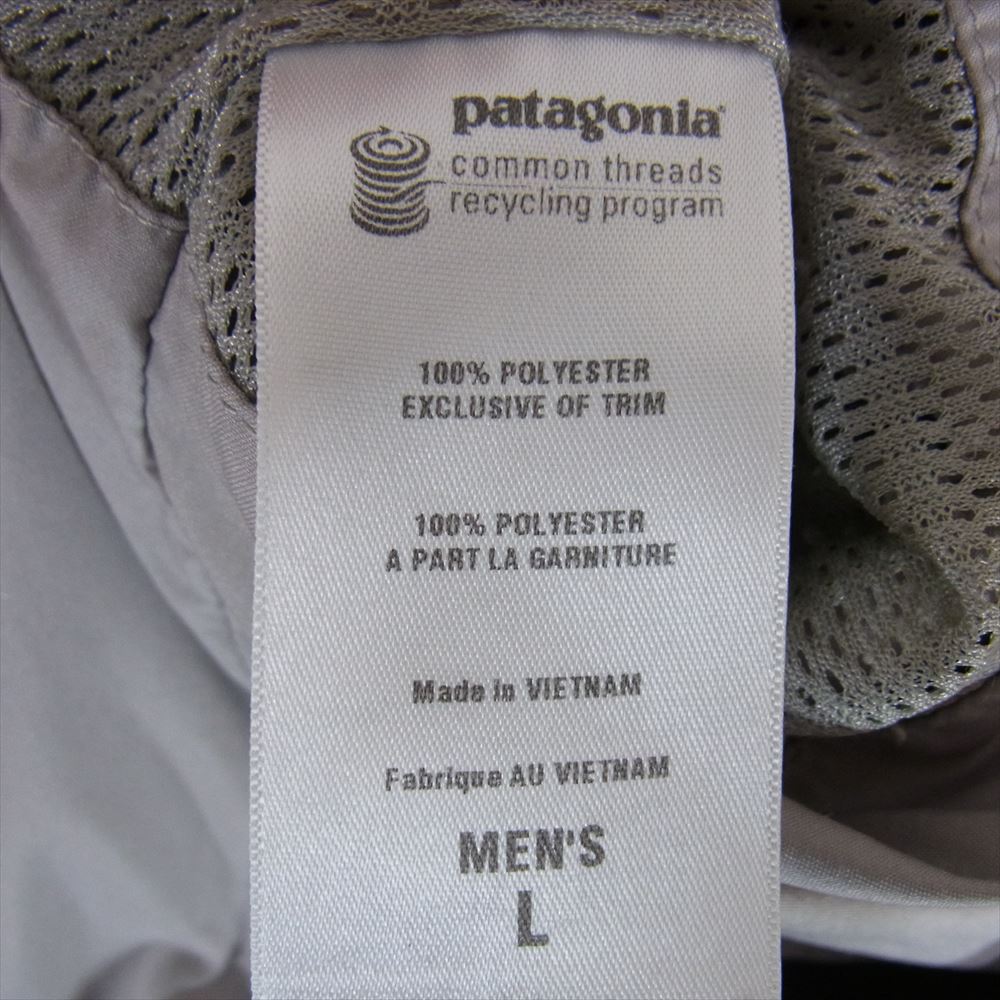 patagonia
common threads
recycling program
100% POLYESTER
EXCLUSIVE OF TRIM
100% POLYESTER
A PART LA GARNITURE
Made in VIETNAM
Fabrique AU VIETNAM
MEN'S
L